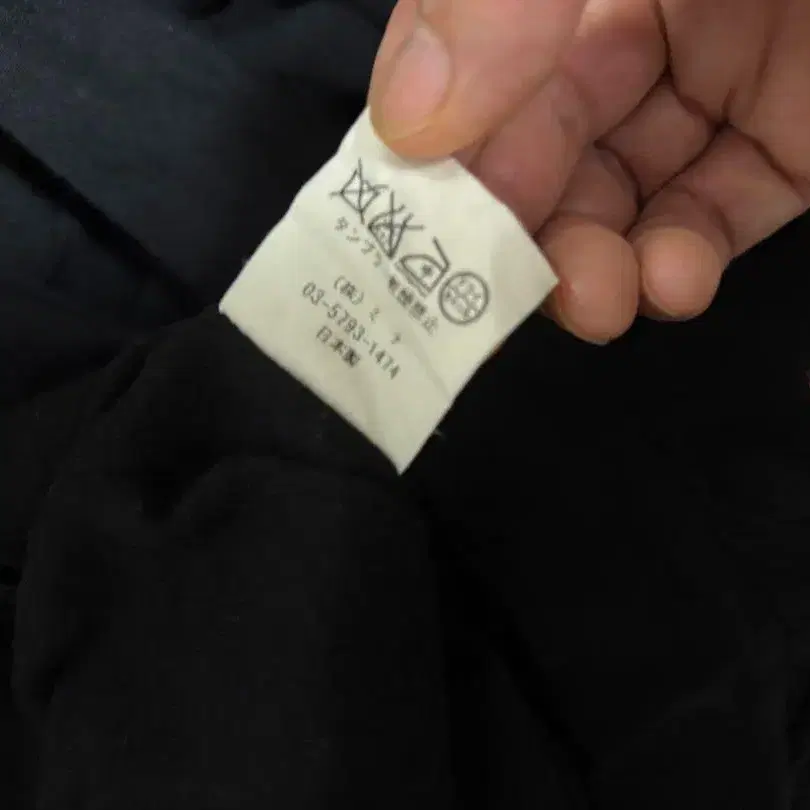 タンブラー乾燥禁止
(株)ミナ
03-5793-1474
日本製